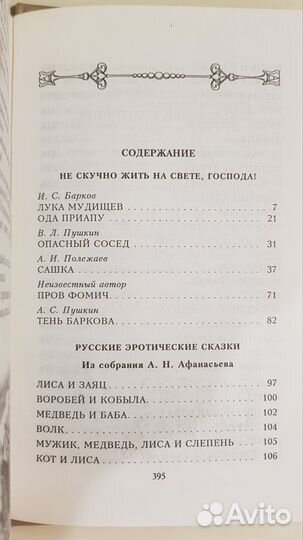 СОДЕРЖАНИЕ
НЕ СКУЧНО ЖИТЬ НА СВЕТЕ, ГОСПОДА!
И. С. Барков
ЛУКА МУДИЩЕВ 7
ОДА ПРИАПУ 21
В. Л. Пушкин
ОПАСНЫЙ СОСЕД 31
А. И. Полежаев
САШКА 37
Неизвестный автор
ПРОВ ФОМИЧ. 71
А. С. Пушкин
ТЕНЬ БАРКОВА 82
РУССКИЕ ЭРОТИЧЕСКИЕ СКАЗКИ
Из собрания А. Н. Афанасьева
ЛИСА И ЗАЯЦ 97
ВОРОБЕЙ И КОБЫЛА 100
МЕДВЕДЬ И БАБА 102
ВОЛК 104
МУЖИК, МЕДВЕДЬ, ЛИСА И СЛЕПЕНЬ 105
КОТ И ЛИСА 106
395
Avito